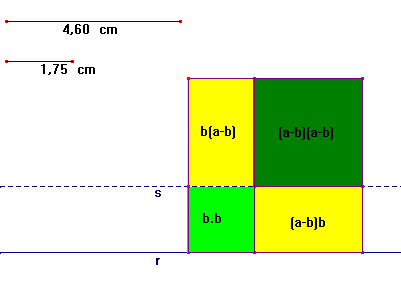 4,60 cm
1,75 cm
b(a-b)
(a-b)(a-b)
s
b.b
(a-b)b
r